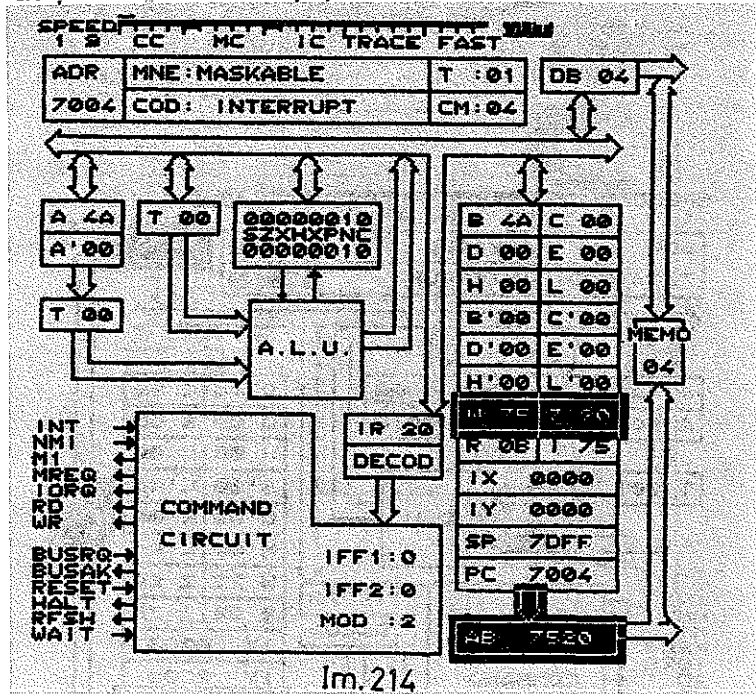 SPEED
1 2 CC MC IC TRACE FAST
ADR MNE:MASKABLE T :01 DB 04
7004 COD: INTERRUPT CM:04
A 4A T 00 00000010 B 4A C 00
A'00 SZXHXPNC D 00 E 00
00000010 H 00 L 00
T 00 A.L.U. B'00 C'00 MEMO
D'00 E'00 04
H'00 L'00
INT IR 20 W 75 Z 20
NMI DECOD R 0B I 75
M1
MREQ IX 0000
IORQ
RD COMMAND IY 0000
WR CIRCUIT SP 7DFF
BUSRQ IFF1:0 PC 7004
BUSAK
RESET IFF2:0
HALT
RFSH MOD :2
WAIT AB 7520
Im.214